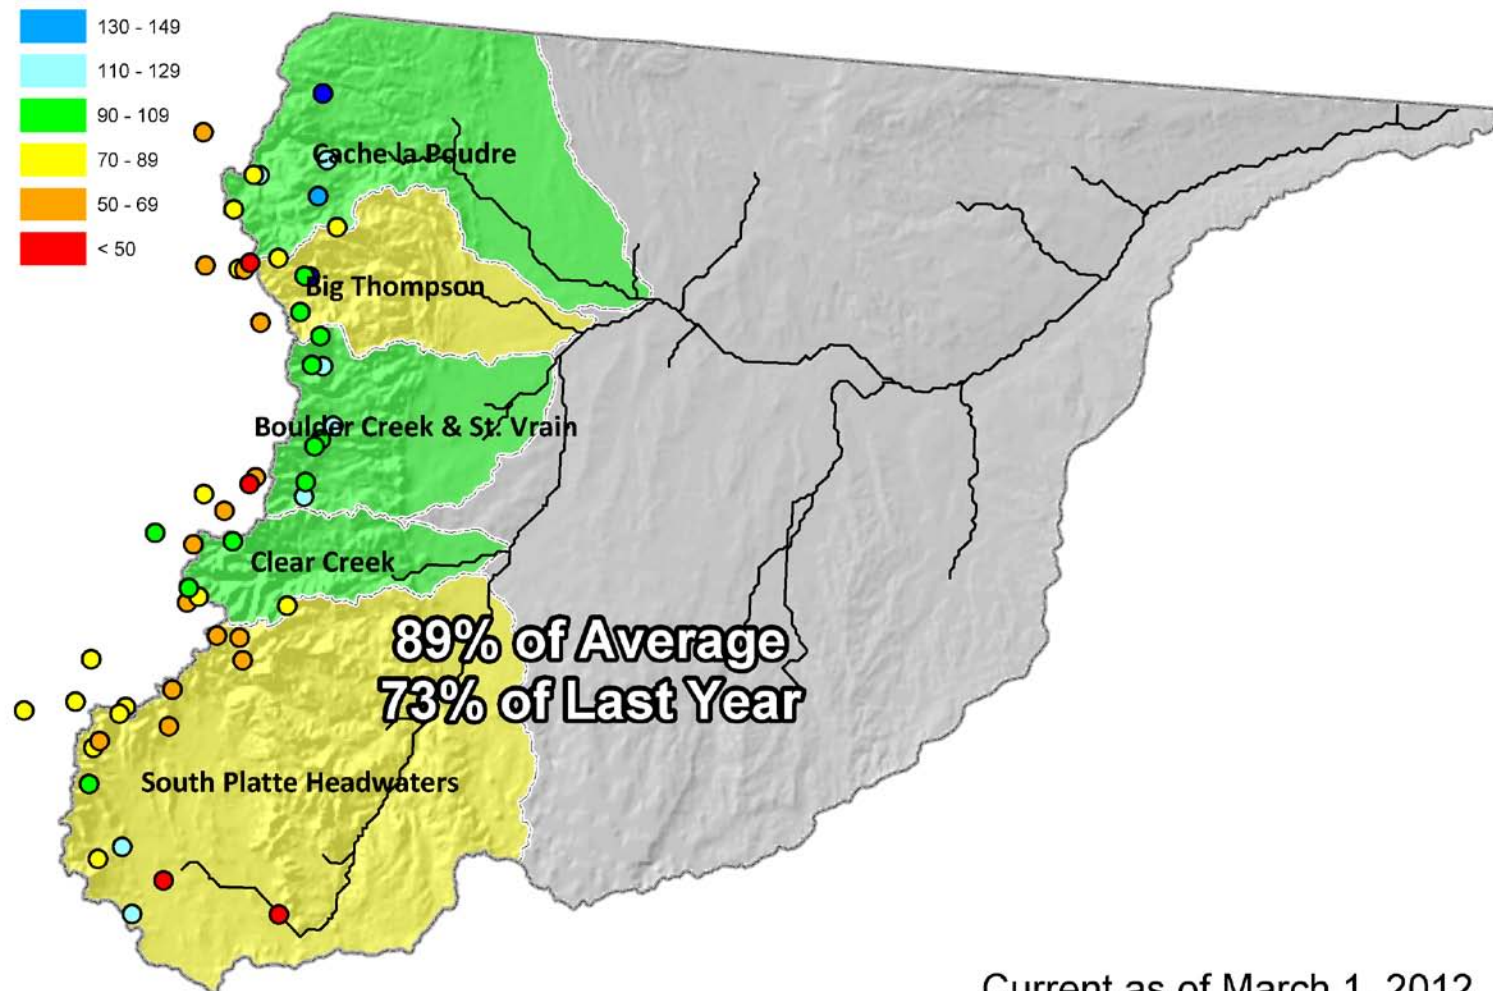 130 - 149
110 - 129
90 - 109
70 - 89
50 - 69
< 50
Cache la Poudre
Big Thompson
Boulder Creek & St. Vrain
Clear Creek
89% of Average
73% of Last Year
South Platte Headwaters
Current as of March 1, 2012